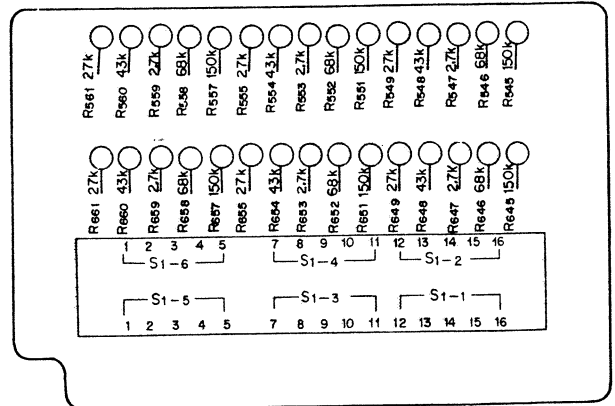 R561 27k R560 43k R559 2.7k R558 68k R557 150k R555 27k R554 43k R553 2.7k R552 68k R551 150k R549 27k R548 43k R547 2.7k R546 68k R545 150k
R661 27k R660 43k R659 2.7k R658 68k R657 150k R655 27k R654 43k R653 2.7k R652 68k R651 150k R649 27k R648 43k R647 2.7k R646 68k R645 150k
1 2 3 4 5 7 8 9 10 11 12 13 14 15 16
S1-6 S1-4 S1-2
S1-5 S1-3 S1-1
1 2 3 4 5 7 8 9 10 11 12 13 14 15 16